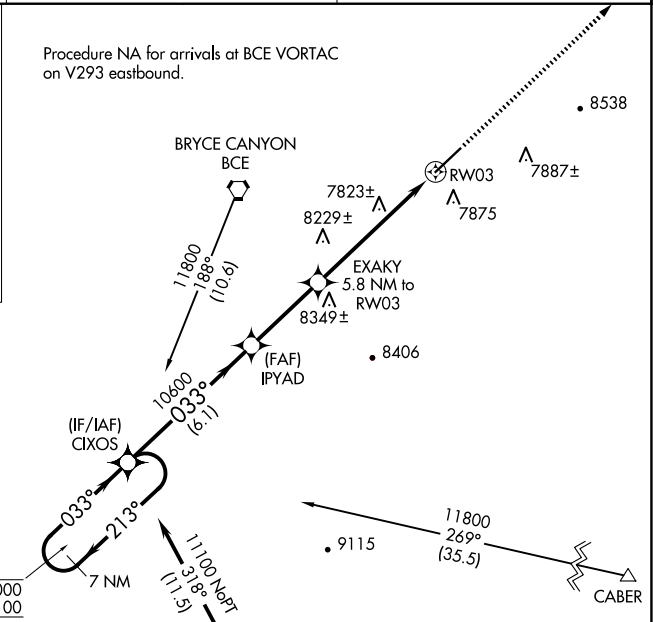 Procedure NA for arrivals at BCE VORTAC
on V293 eastbound.
8538
BRYCE CANYON
BCE
RW03
7887±
7823±
7875
8229±
11800
188°
(10.6)
EXAKY
5.8 NM to
RW03
8349±
8406
(FAF)
IPYAD
10600
033°
(6.1)
(IF/IAF)
CIXOS
033°
213°
11800
269°
(35.5)
9115
11100 NoPT
318°
(11.5)
7 NM
CABER
000
00